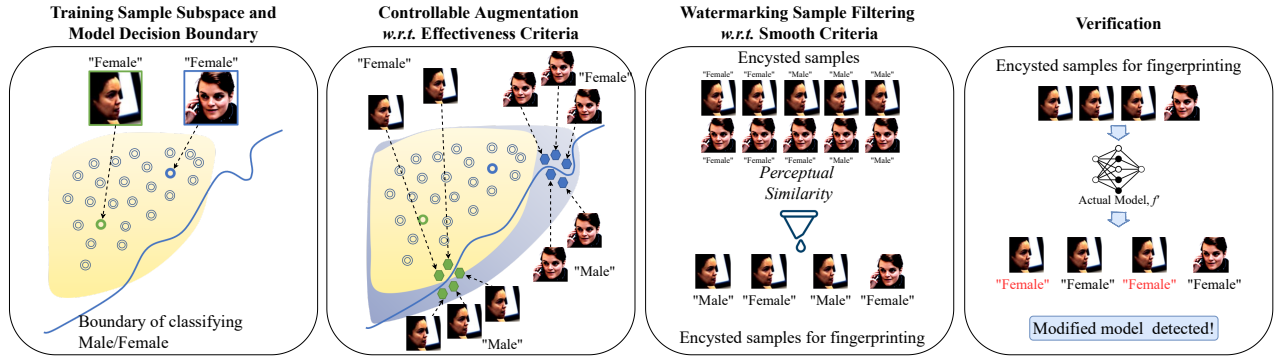 Training Sample Subspace and
Model Decision Boundary
"Female" "Female"
Boundary of classifying
Male/Female
Controllable Augmentation
w.r.t. Effectiveness Criteria
"Female"
"Female"
"Male"
"Male"
Watermarking Sample Filtering
w.r.t. Smooth Criteria
Encysted samples
"Female" "Female" "Male" "Male" "Male"
"Female" "Female" "Female" "Male" "Male"
Perceptual
Similarity
"Male" "Female" "Male" "Female"
Encysted samples for fingerprinting
Verification
Encysted samples for fingerprinting
Actual Model, f'
"Female" "Female" "Female" "Female"
Modified model detected!